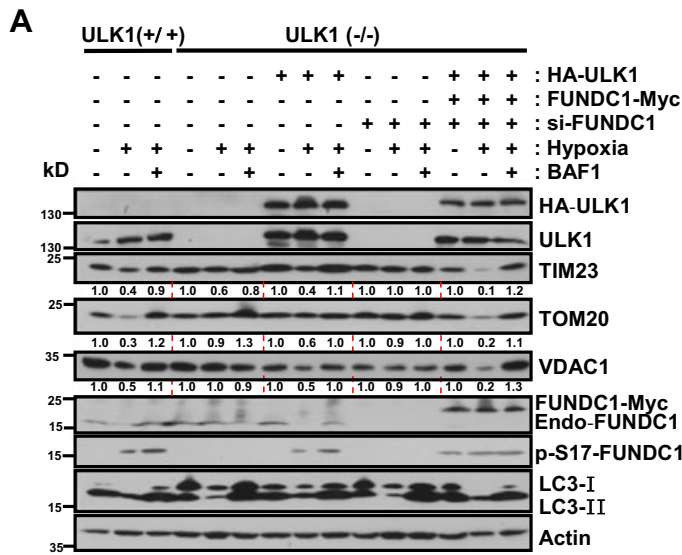 A
ULK1(+/+) ULK1 (-/-)
- - - - - - + + + - - - + + + : HA-ULK1
- - - - - - - - - - - - + + + : FUNDC1-Myc
- - - - - - - - - + + + + + + : si-FUNDC1
- + + - + + - + + - + + - + + : Hypoxia
kD - - + - - + - - + - - + - - + : BAF1
130 HA-ULK1
130 ULK1
25 TIM23
1.0 0.4 0.9 1.0 0.6 0.8 1.0 0.4 1.1 1.0 1.0 1.0 1.0 0.1 1.2
25 TOM20
1.0 0.3 1.2 1.0 0.9 1.3 1.0 0.6 1.0 1.0 0.9 1.0 1.0 0.2 1.1
35 VDAC1
1.0 0.5 1.1 1.0 1.0 0.9 1.0 0.5 1.0 1.0 0.9 1.0 1.0 0.2 1.3
25 FUNDC1-Myc
15 Endo-FUNDC1
15 p-S17-FUNDC1
LC3-I
15 LC3-II
35 Actin